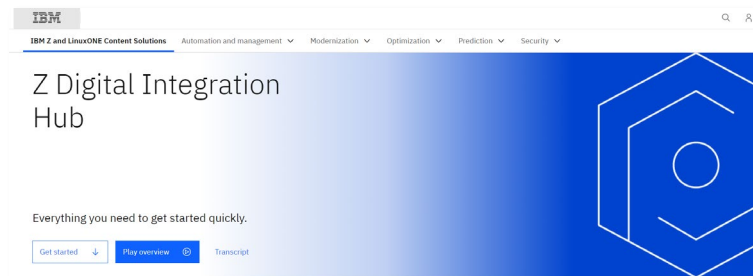 IBM
IBM Z and LinuxONE Content Solutions Automation and management Modernization Optimization Prediction Security
Z Digital Integration
Hub
Everything you need to get started quickly.
Get started Play overview Transcript